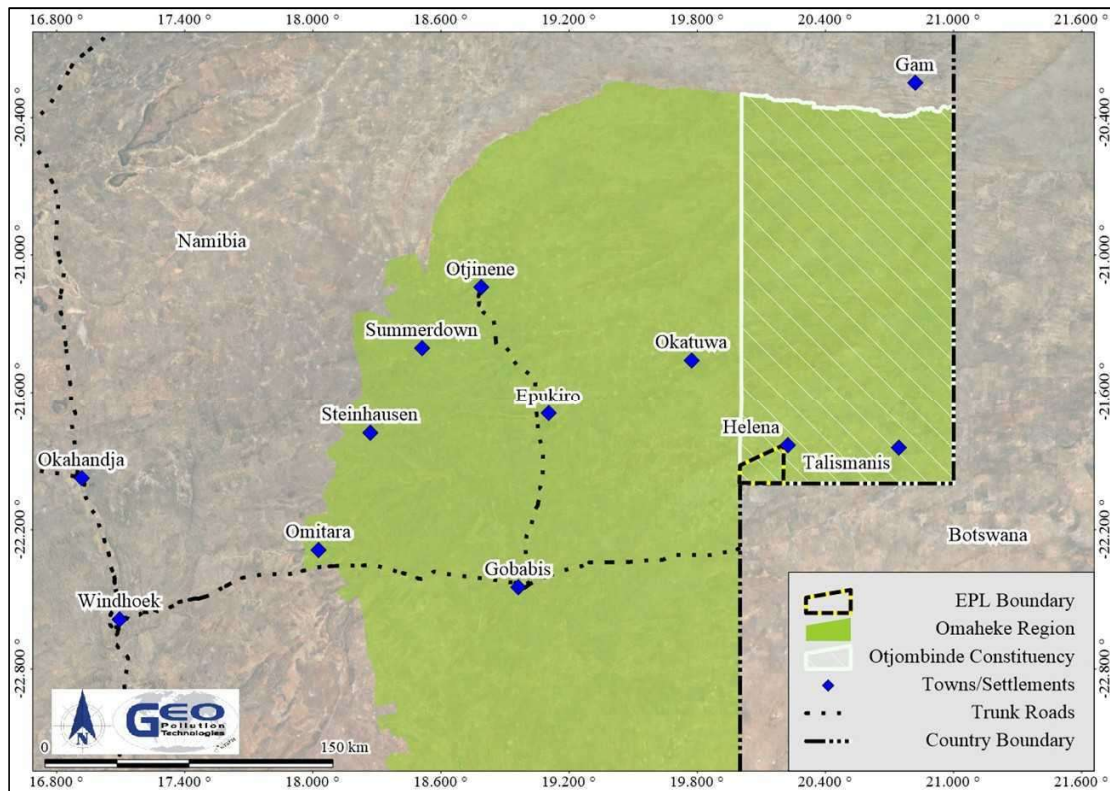 16.800 °
17.400 °
18.000 °
18.600 °
19.200 °
19.800 °
20.400 °
21.000 °
21.600 °
-20.400 °
-21.000 °
-21.600 °
-22.200 °
-22.800 °
-20.400 °
-21.000 °
-21.600 °
-22.200 °
-22.800 °
Gam
Namibia
Otjinene
Summerdown
Okatuwa
Epukiro
Steinhausen
Helena
Okahandja
Talismanis
Omitara
Botswana
Gobabis
Windhoek
EPL Boundary
Omaheke Region
Otjombinde Constituency
Towns/Settlements
Trunk Roads
Country Boundary
N
GEO
Pollution
Technologies
0
150 km
16.800 °
17.400 °
18.000 °
18.600 °
19.200 °
19.800 °
20.400 °
21.000 °
21.600 °